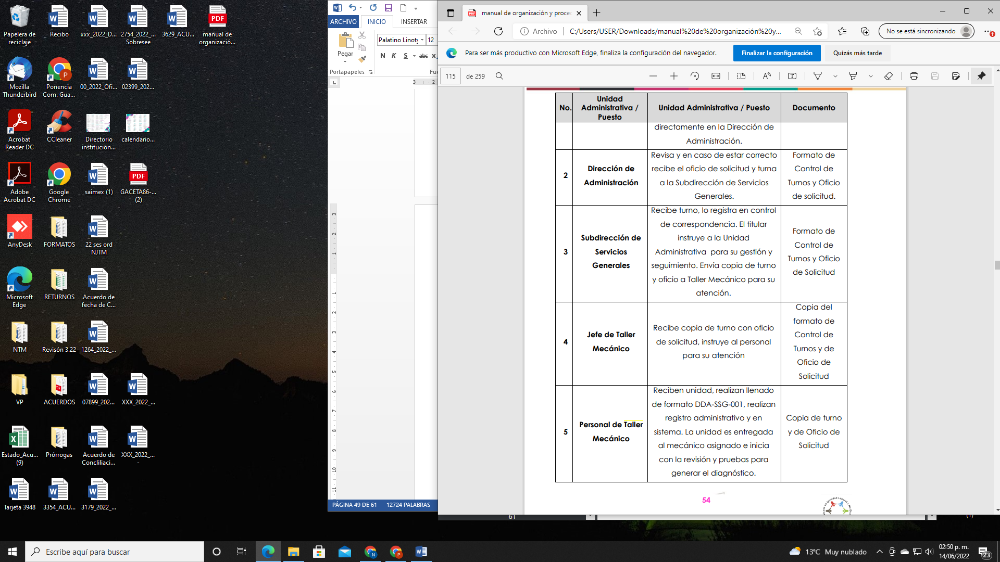 Papelera de
reciclaje
Recibo
xxx_2022_D...
2754_2022_...
Sobresee
3629_ACU...
manual de
organizació...
Mozilla
Thunderbird
Ponencia
Com. Gua...
00_2022_Ofi...
02399_202...
Acrobat
Reader DC
CCleaner
Directorio
institucion...
calendario...
Adobe
Acrobat DC
Google
Chrome
saimex (1)
GACETA86-...
(2)
AnyDesk
FORMATOS
22 ses ord
NJTM
Microsoft
Edge
RETURNOS
Acuerdo de
fecha de C...
NTM
Revisón 3.22
1264_2022_...
VP
ACUERDOS
07899_202...
XXX_2022_...
Estado_Acu...
(9)
Prórrogas
Acuerdo de
Concliliaci...
XXX_2022_...
-
Tarjeta 3948
3354_ACU...
3179_2022_...
ARCHIVO INICIO INSERTAR
Palatino Linoty 12
Pegar
N K S abc
Portapapeles
Fue
PÁGINA 49 DE 61 12724 PALABRAS
manual de organización y proced
Archivo C:/Users/USER/Downloads/manual%20de%20organización%20y... No se está sincronizando
Para ser más productivo con Microsoft Edge, finaliza la configuración del navegador. Finalizar la configuración Quizás más tarde
115 de 259
No.
Unidad
Administrativa /
Puesto
Unidad Administrativa / Puesto
Documento
directamente en la Dirección de
Administración.
2
Dirección de
Administración
Revisa y en caso de estar correcto
recibe el oficio de solicitud y turna
a la Subdirección de Servicios
Generales.
Formato de
Control de
Turnos y Oficio
de solicitud.
3
Subdirección de
Servicios
Generales
Recibe turno, lo registra en control
de correspondencia. El titular
instruye a la Unidad
Administrativa para su gestión y
seguimiento. Envía copia de turno
y oficio a Taller Mecánico para su
atención.
Formato de
Control de
Turnos y Oficio
de Solicitud
4
Jefe de Taller
Mecánico
Recibe copia de turno con oficio
de solicitud, instruye al personal
para su atención
Copia del
formato de
Control de
Turnos y de
Oficio de
Solicitud
5
Personal de Taller
Mecánico
Reciben unidad, realizan llenado
de formato DDA-SSG-001, realizan
registro administrativo y en
sistema. La unidad es entregada
al mecánico asignado e inicia
con la revisión y pruebas para
generar el diagnóstico.
Copia de turno
y de Oficio de
Solicitud
54
61
(1)
Escribe aquí para buscar
13°C Muy nublado
02:50 p. m.
14/06/2022
23